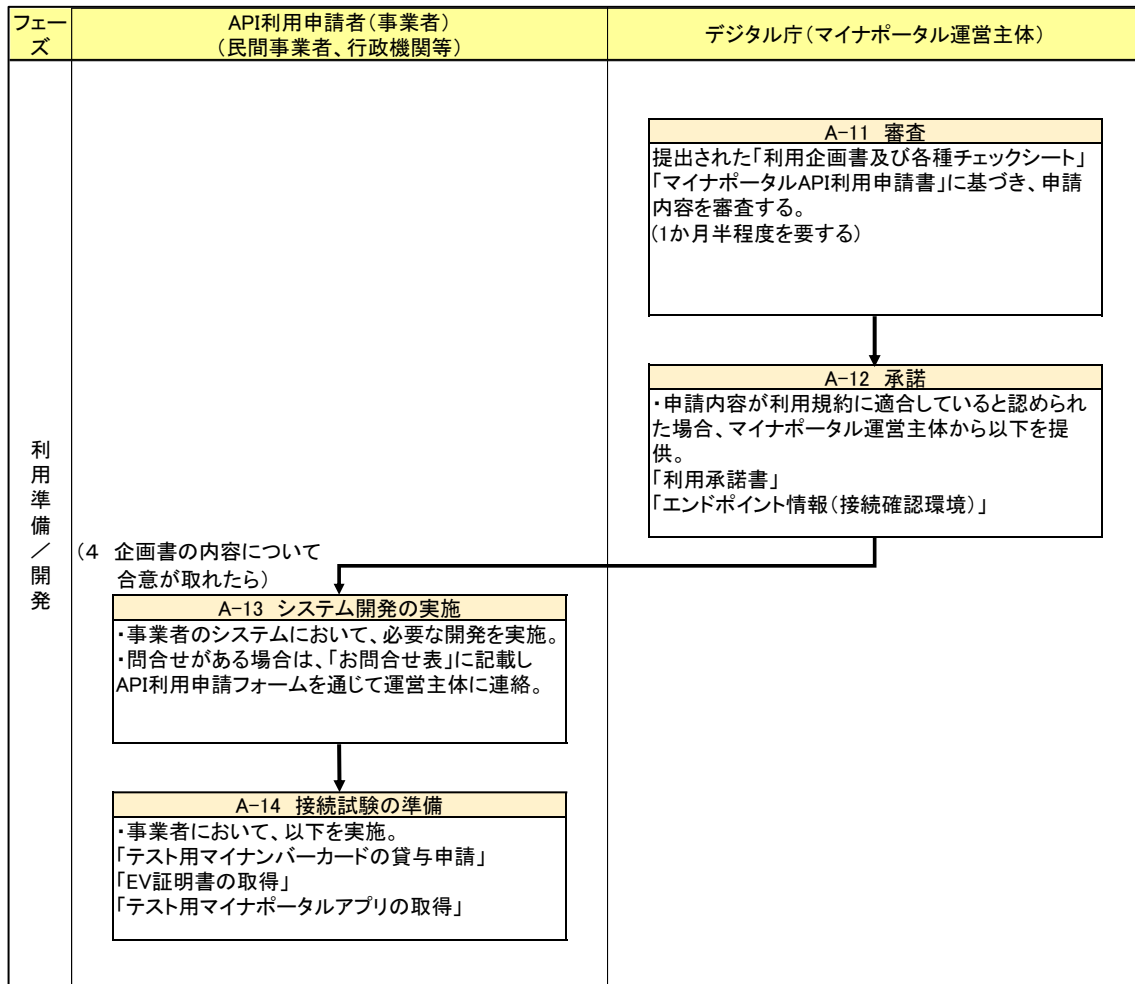 フェー
ズ
API利用申請者(事業者)
(民間事業者、行政機関等)
デジタル庁(マイナポータル運営主体)
利用準備/開発
A-11 審査
提出された「利用企画書及び各種チェックシート」
「マイナポータルAPI利用申請書」に基づき、申請
内容を審査する。
(1か月半程度を要する)
A-12 承諾
・申請内容が利用規約に適合していると認められ
た場合、マイナポータル運営主体から以下を提
供。
「利用承諾書」
「エンドポイント情報(接続確認環境)」
(4 企画書の内容について
合意が取れたら)
A-13 システム開発の実施
・事業者のシステムにおいて、必要な開発を実施。
・問合せがある場合は、「お問合せ表」に記載し
API利用申請フォームを通じて運営主体に連絡。
A-14 接続試験の準備
・事業者において、以下を実施。
「テスト用マイナンバーカードの貸与申請」
「EV証明書の取得」
「テスト用マイナポータルアプリの取得」